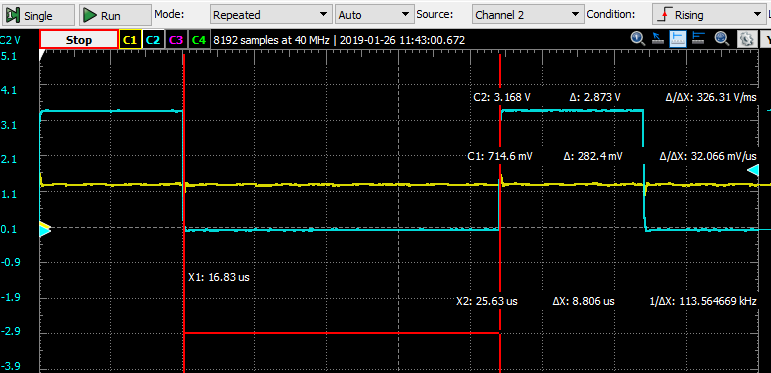 Single Run Mode: Repeated Auto Source: Channel 2 Condition: Rising L
C2 V Stop C1 C2 C3 C4 8192 samples at 40 MHz | 2019-01-26 11:43:00.672 Y
5.1
4.1
C2: 3.168 V Δ: 2.873 V Δ/ΔX: 326.31 V/ms
3.1
C1: 714.6 mV Δ: 282.4 mV Δ/ΔX: 32.066 mV/us
2.1
1.1
0.1
-0.9
X1: 16.83 us
-1.9
X2: 25.63 us ΔX: 8.806 us 1/ΔX: 113.564669 kHz
-2.9
-3.9